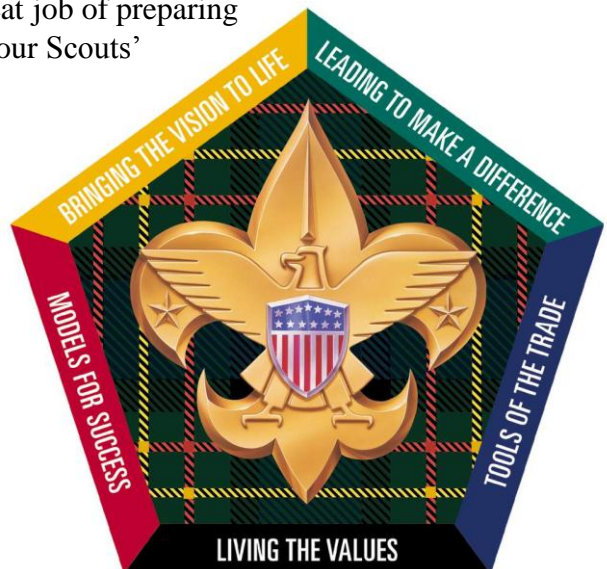 eat job of preparing
our Scouts’
BRINGING THE VISION TO LIFE
LEADING TO MAKE A DIFFERENCE
MODELS FOR SUCCESS
TOOLS OF THE TRADE
LIVING THE VALUES